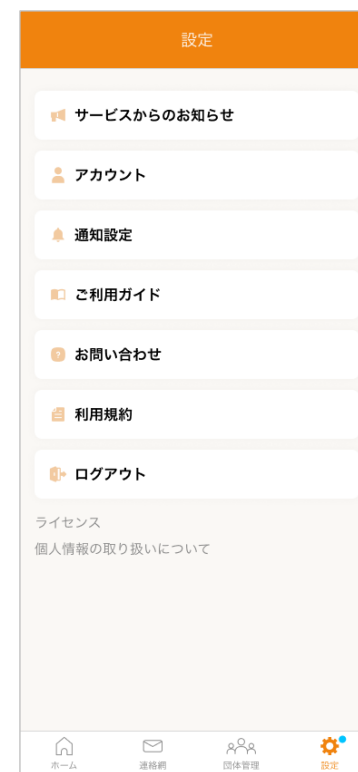 設定
サービスからのお知らせ
アカウント
通知設定
ご利用ガイド
お問い合わせ
利用規約
ログアウト
ライセンス
個人情報の取り扱いについて
ホーム 連絡網 団体管理 設定